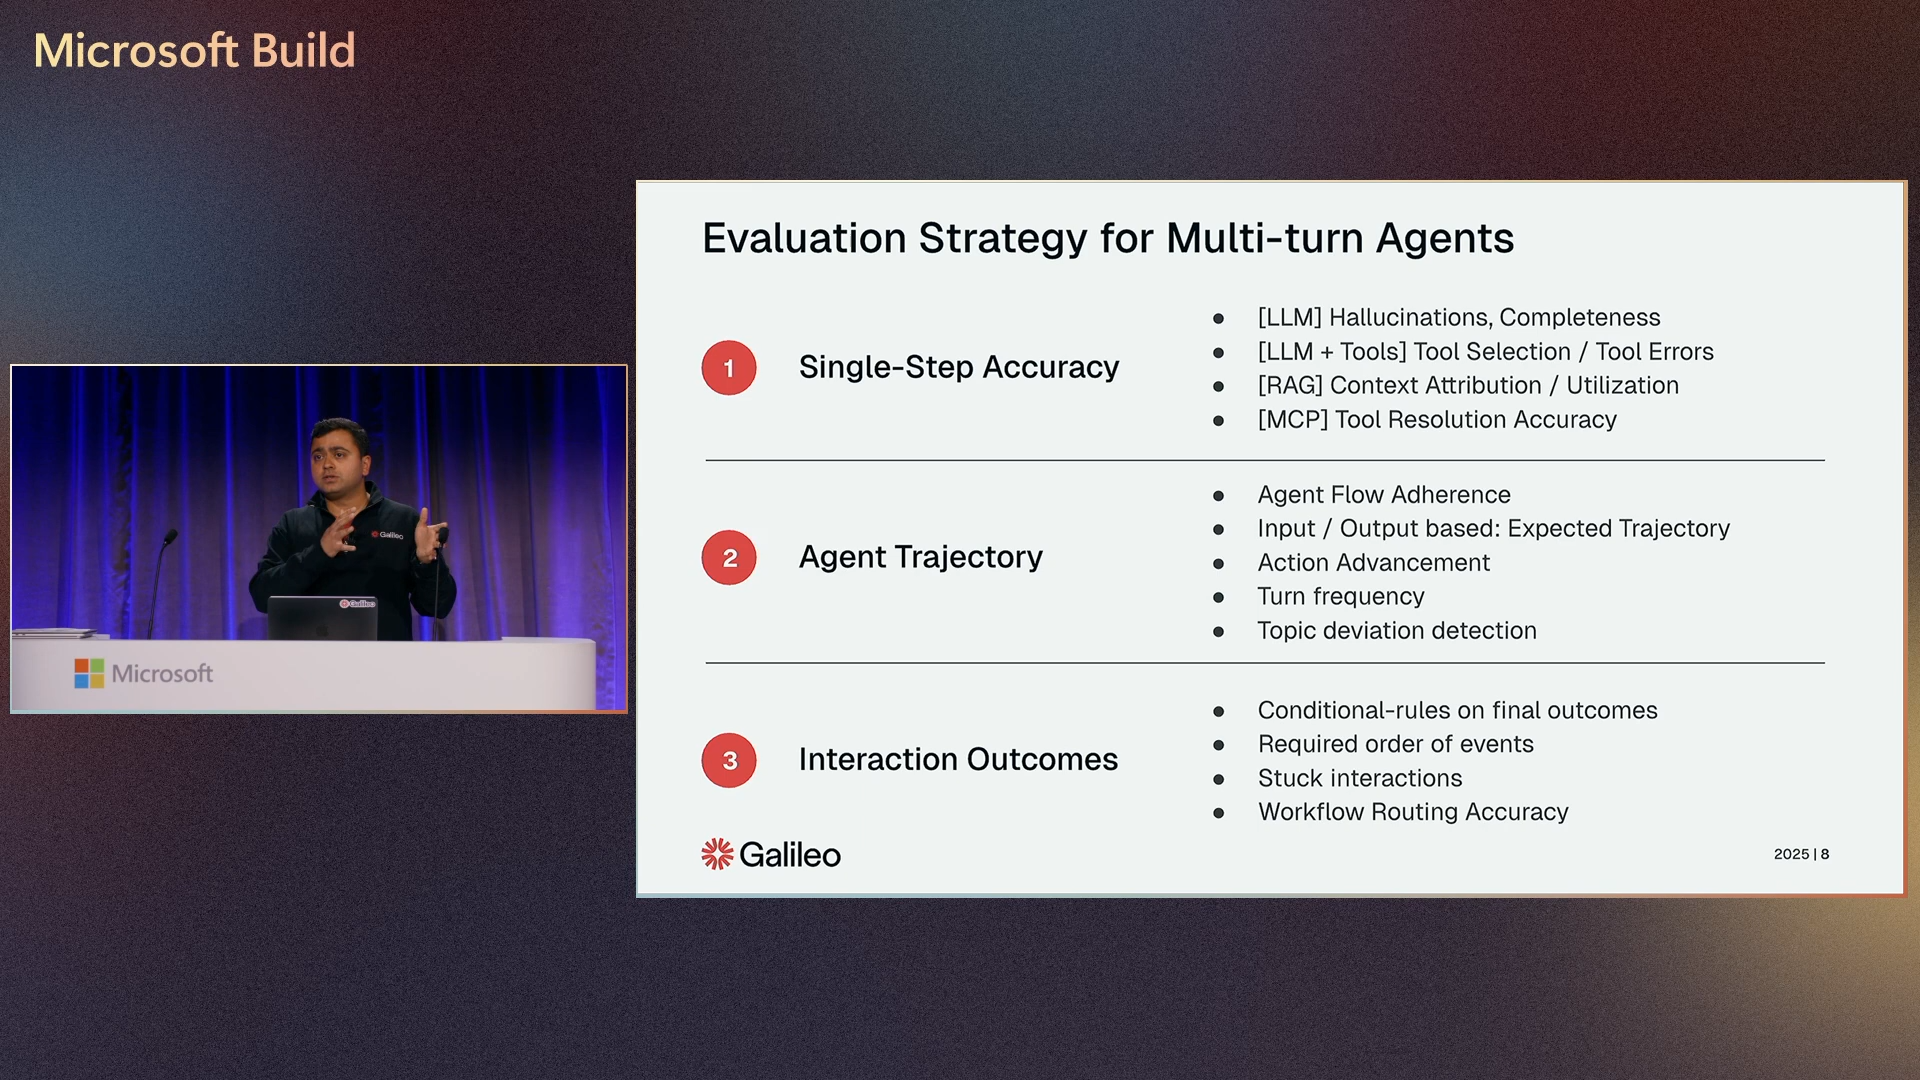 Microsoft Build
Evaluation Strategy for Multi-turn Agents
1
Single-Step Accuracy
● [LLM] Hallucinations, Completeness
● [LLM + Tools] Tool Selection / Tool Errors
● [RAG] Context Attribution / Utilization
● [MCP] Tool Resolution Accuracy
2
Agent Trajectory
● Agent Flow Adherence
● Input / Output based: Expected Trajectory
● Action Advancement
● Turn frequency
● Topic deviation detection
3
Interaction Outcomes
● Conditional-rules on final outcomes
● Required order of events
● Stuck interactions
● Workflow Routing Accuracy
Galileo
2025 | 8
Galileo
Galileo
Microsoft